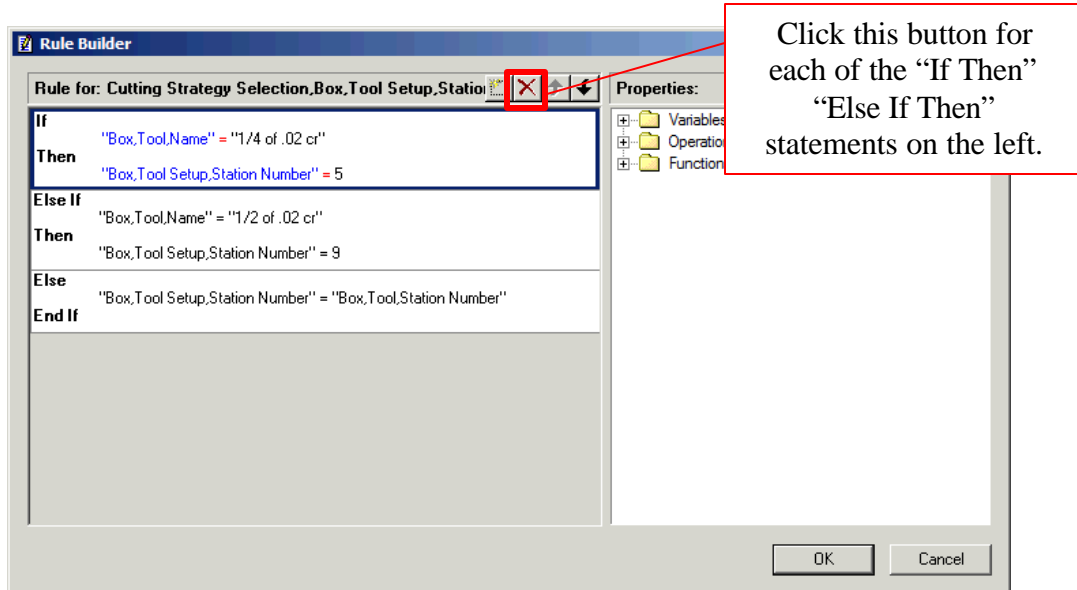 Rule Builder
Click this button for
each of the “If Then”
“Else If Then”
statements on the left.
Rule for: Cutting Strategy Selection,Box,Tool Setup,Statio
Properties:
If
"Box,Tool,Name" = "1/4 of .02 cr"
Then
"Box,Tool Setup,Station Number" = 5
Else If
"Box,Tool,Name" = "1/2 of .02 cr"
Then
"Box,Tool Setup,Station Number" = 9
Else
"Box,Tool Setup,Station Number" = "Box,Tool,Station Number"
End If
Variables
Operatio
Function
OK
Cancel